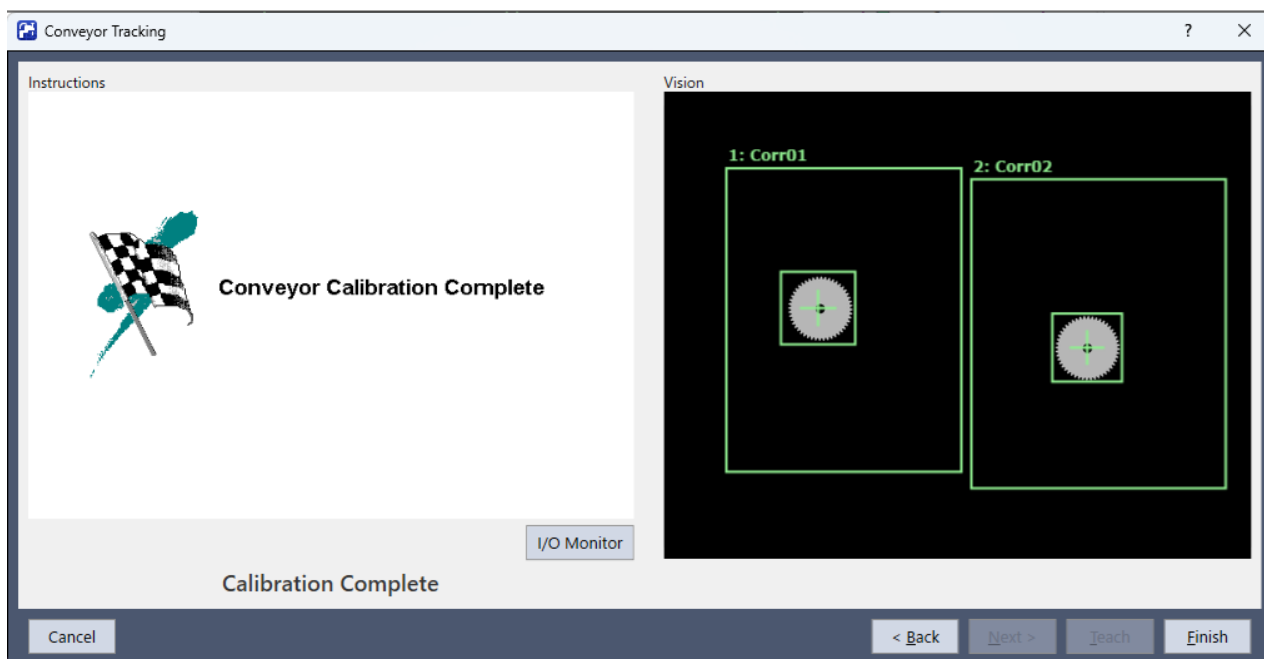 Conveyor Tracking
?
Instructions
Vision
Conveyor Calibration Complete
1: Corr01
2: Corr02
I/O Monitor
Calibration Complete
Cancel
< Back
Next >
Teach
Finish